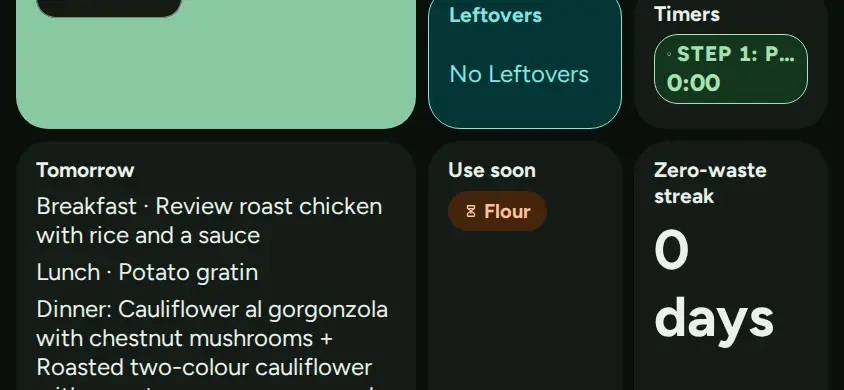 Leftovers
No Leftovers
Timers
STEP 1: P...
0:00
Tomorrow
Breakfast · Review roast chicken
with rice and a sauce
Lunch · Potato gratin
Dinner: Cauliflower al gorgonzola
with chestnut mushrooms +
Roasted two-colour cauliflower
Use soon
Flour
Zero-waste
streak
0
days